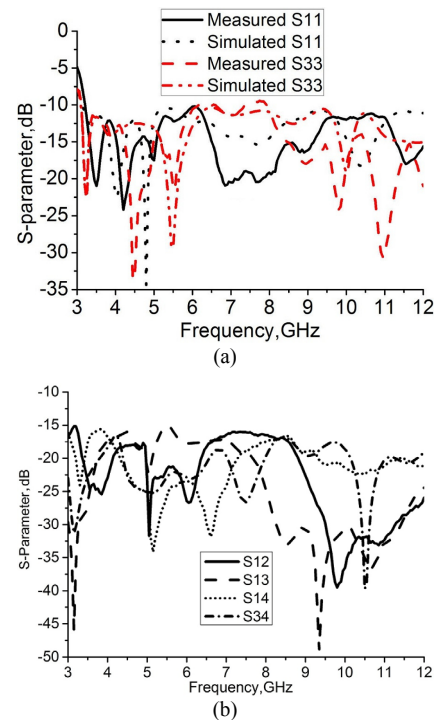 Measured S11
Simulated S11
Measured S33
Simulated S33
0
-5
-10
-15
-20
-25
-30
-35
S-parameter,dB
3 4 5 6 7 8 9 10 11 12
Frequency,GHz
(a)
-10
-15
-20
-25
-30
-35
-40
-45
-50
S-Parameter, dB
S12
S13
S14
S34
3 4 5 6 7 8 9 10 11 12
Frequency,GHz
(b)